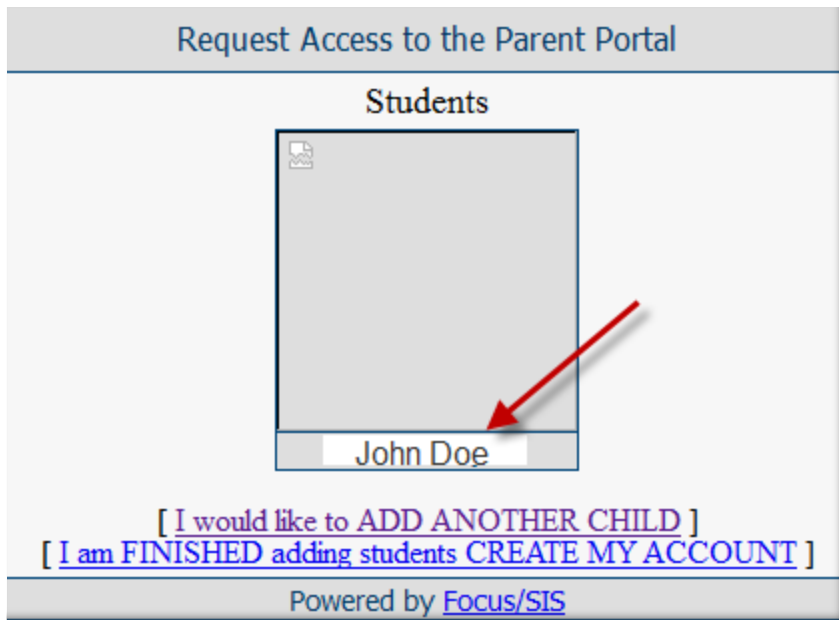 Request Access to the Parent Portal
Students
John Doe
[ I would like to ADD ANOTHER CHILD ]
[ I am FINISHED adding students CREATE MY ACCOUNT ]
Powered by Focus/SIS